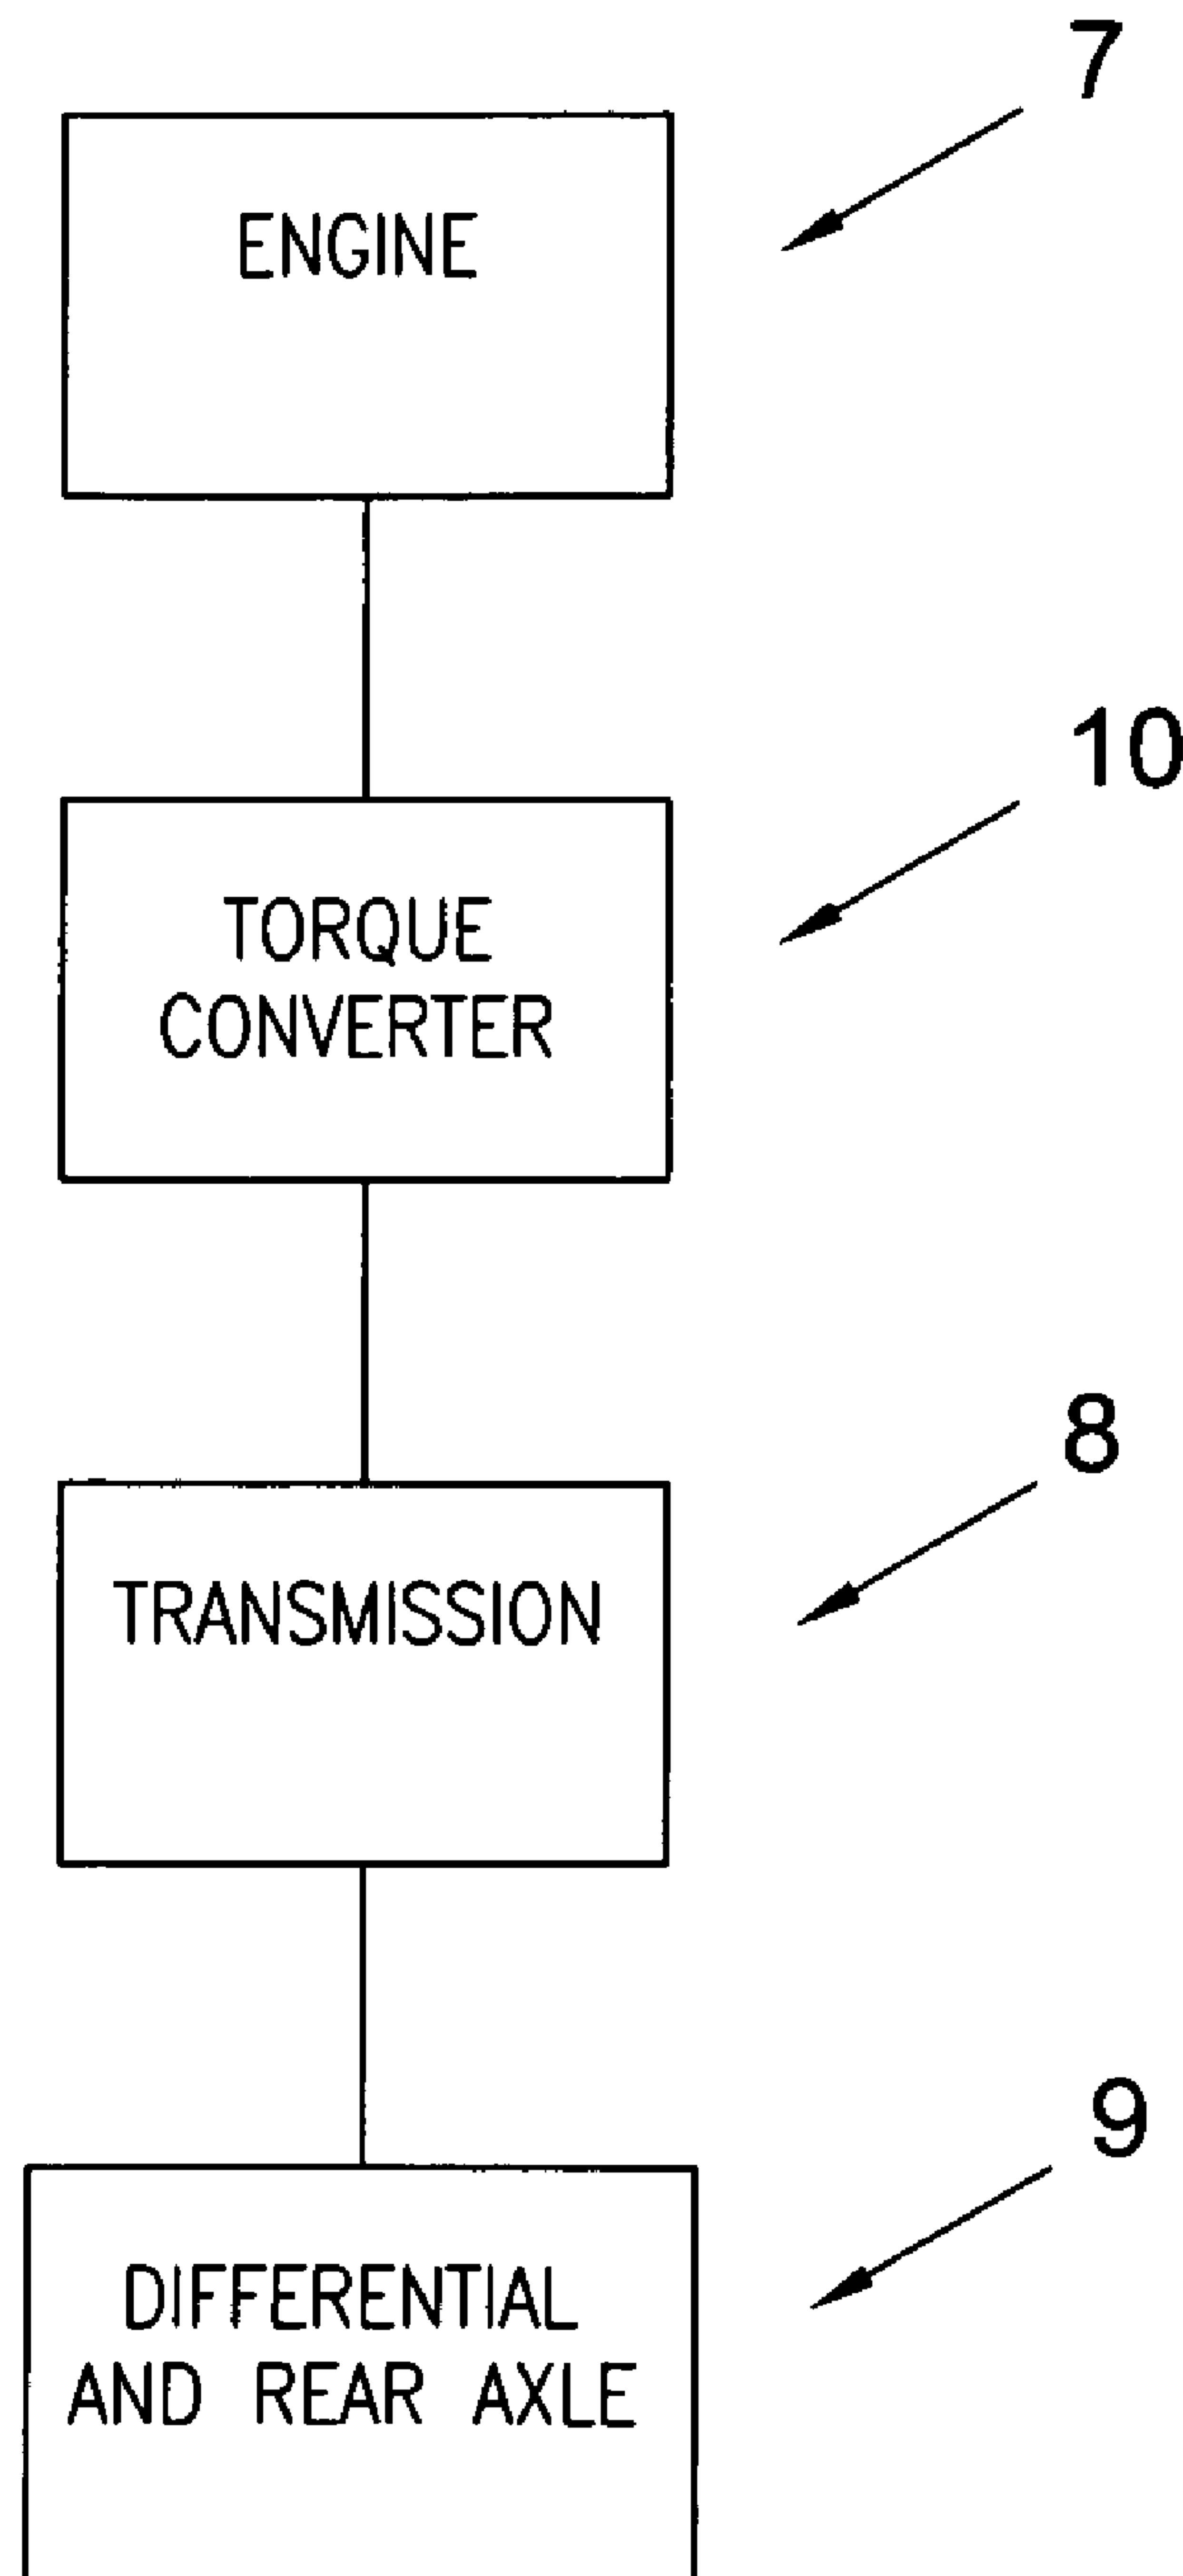 7
ENGINE
10
TORQUE
CONVERTER
8
TRANSMISSION
9
DIFFERENTIAL
AND REAR AXLE